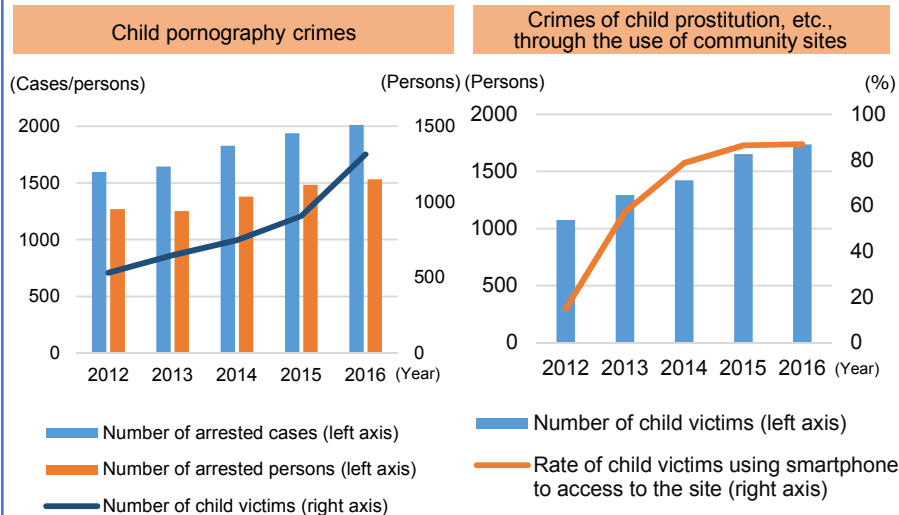 Child pornography crimes
(Cases/persons)
(Persons)
2000
1500
1000
500
0
1500
1000
500
0
2012 2013 2014 2015 2016 (Year)
Number of arrested cases (left axis)
Number of arrested persons (left axis)
Number of child victims (right axis)
Crimes of child prostitution, etc.,
through the use of community sites
(Persons)
(%)
2000
1500
1000
500
0
100
80
60
40
20
0
2012 2013 2014 2015 2016 (Year)
Number of child victims (left axis)
Rate of child victims using smartphone
to access to the site (right axis)